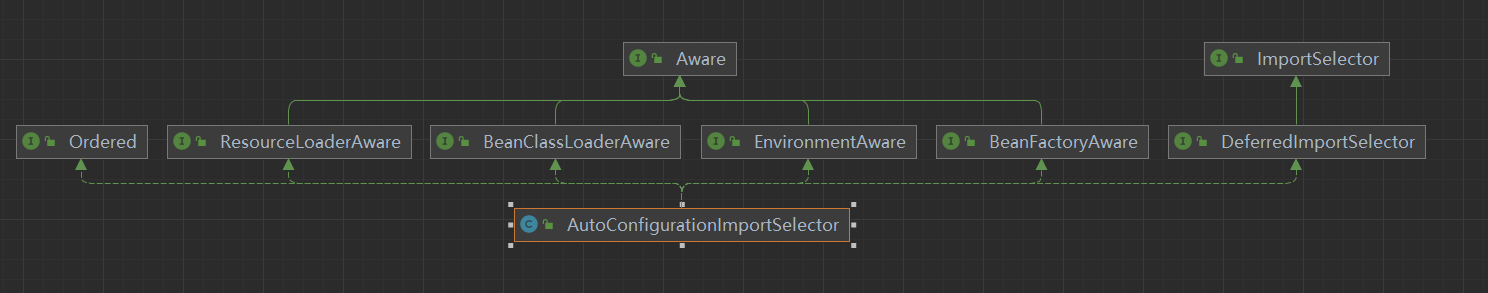 Aware
ImportSelector
Ordered
ResourceLoaderAware
BeanClassLoaderAware
EnvironmentAware
BeanFactoryAware
DeferredImportSelector
AutoConfigurationImportSelector